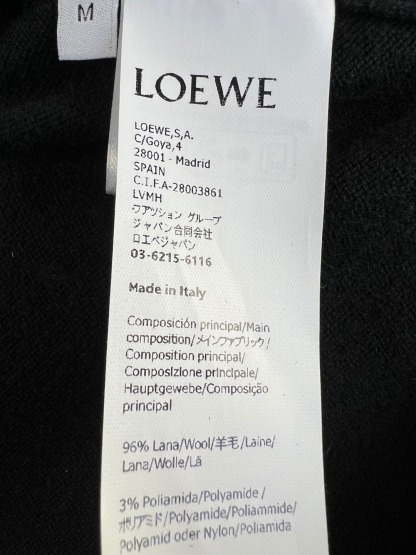 M
LOEWE
LOEWE,S,A.
C/Goya,4
28001 - Madrid
SPAIN
C.I.F.A-28003861
LVMH
ワアッション グループ
ジャパン合同会社
ロエベジャパン
03-6215-6116
Made in Italy
Composición principal/Main
composition/メインファブリック/
Composition principal/
Composizione principale/
Hauptgewebe/Composição
principal
96% Lana/Wool/羊毛/Laine/
Lana/Wolle/Lã
3% Poliamida/Polyamide/
ポリアミド/Polyamide/Poliammide/
Polyamid oder Nylon/Poliamida